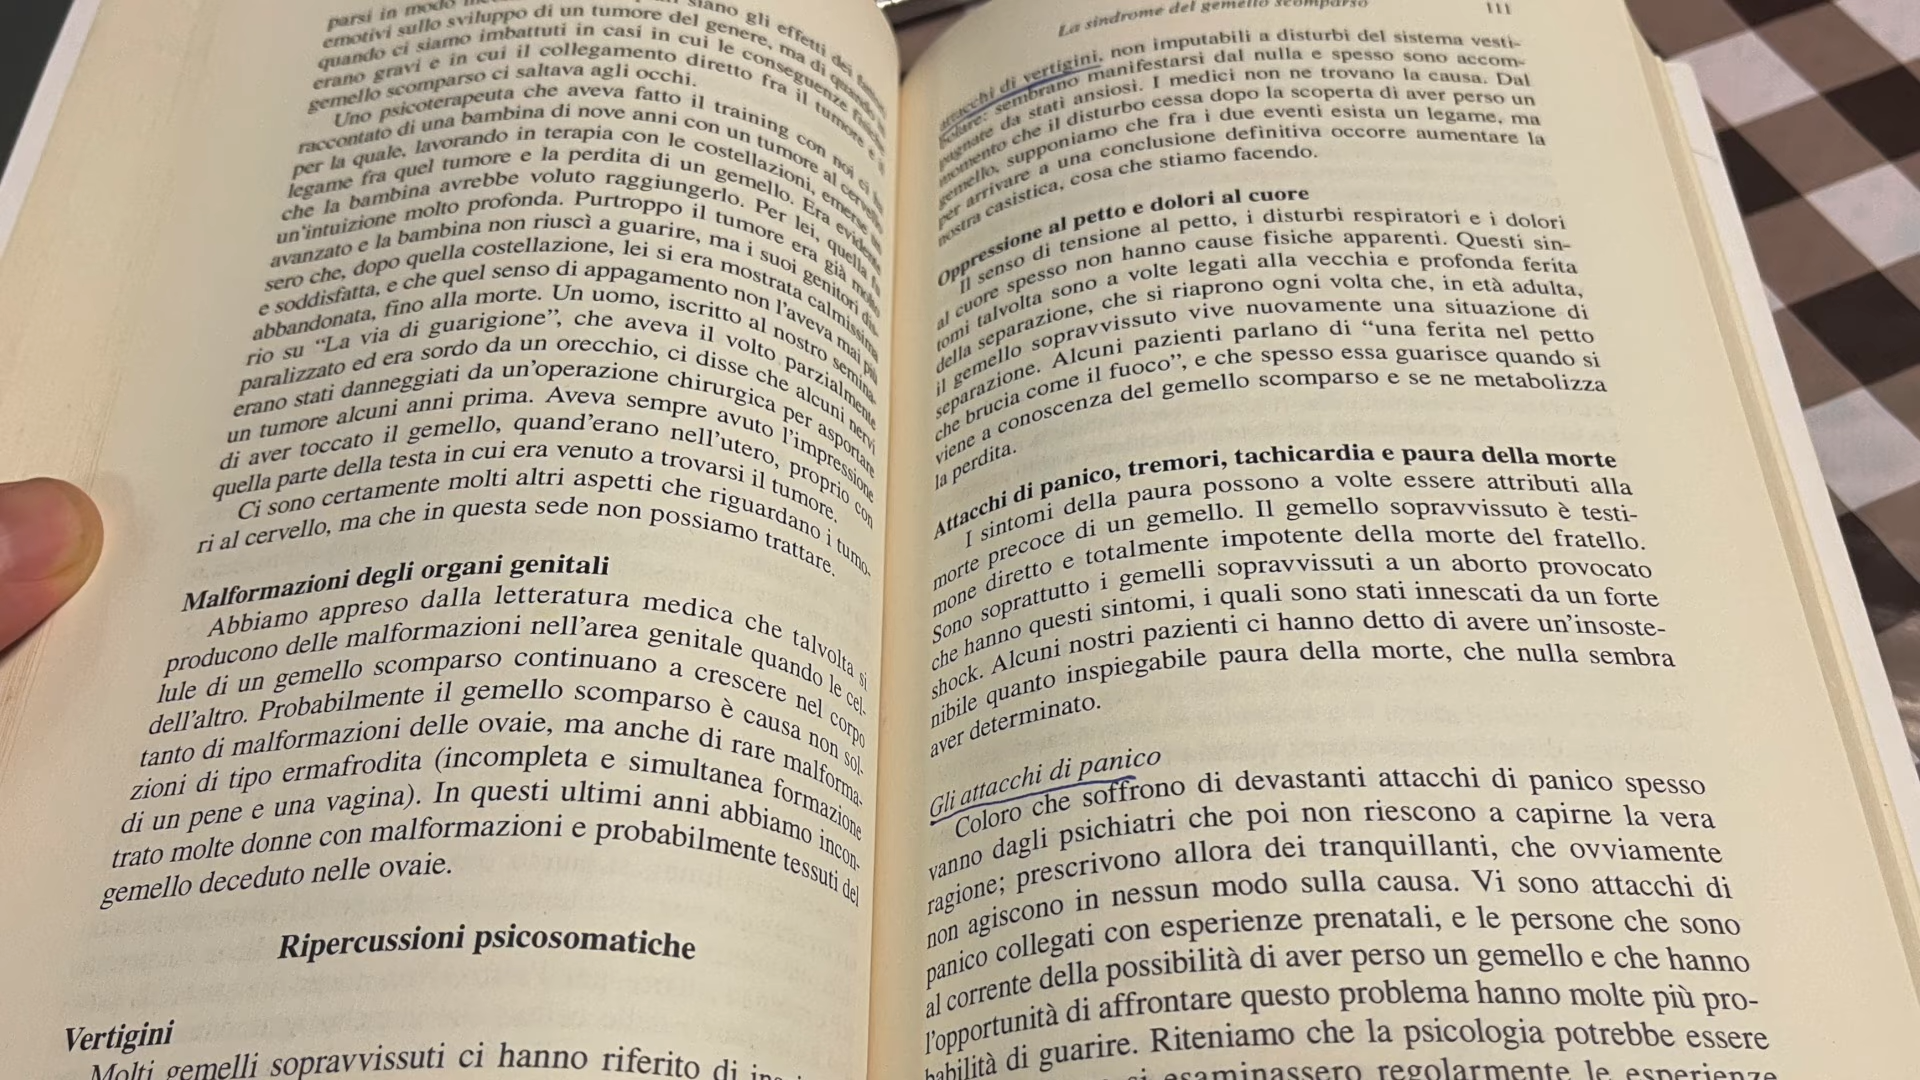 parsi in modo siano gli effetti dei fattori
emotivi sullo sviluppo di un tumore del genere, ma di quando in
quando ci siamo imbattuti in casi in cui le conseguenze fisiche
erano gravi e in cui il collegamento diretto fra il tumore e il
gemello scomparso ci saltava agli occhi.
Uno psicoterapeuta che aveva fatto il training con noi ci ha
raccontato di una bambina di nove anni con un tumore al cervello
per la quale, lavorando in terapia con le costellazioni, emerse un
legame fra quel tumore e la perdita di un gemello. Era evidente
che la bambina avrebbe voluto raggiungerlo. Per lei, quella fu
un'intuizione molto profonda. Purtroppo il tumore era già molto
avanzato e la bambina non riuscì a guarire, ma i suoi genitori dis-
sero che, dopo quella costellazione, lei si era mostrata calmissima
e soddisfatta, e che quel senso di appagamento non l'aveva mai più
abbandonata, fino alla morte. Un uomo, iscritto al nostro semina-
rio su “La via di guarigione”, che aveva il volto parzialmente
paralizzato ed era sordo da un orecchio, ci disse che alcuni nervi
erano stati danneggiati da un'operazione chirurgica per asportare
un tumore alcuni anni prima. Aveva sempre avuto l'impressione
di aver toccato il gemello, quand'erano nell'utero, proprio con
quella parte della testa in cui era venuto a trovarsi il tumore.
Ci sono certamente molti altri aspetti che riguardano i tumo-
ri al cervello, ma che in questa sede non possiamo trattare.
Malformazioni degli organi genitali
Abbiamo appreso dalla letteratura medica che talvolta si
producono delle malformazioni nell'area genitale quando le cel-
lule di un gemello scomparso continuano a crescere nel corpo
dell'altro. Probabilmente il gemello scomparso è causa non sol-
tanto di malformazioni delle ovaie, ma anche di rare malforma-
zioni di tipo ermafrodita (incompleta e simultanea formazione
di un pene e una vagina). In questi ultimi anni abbiamo incon-
trato molte donne con malformazioni e probabilmente tessuti del
gemello deceduto nelle ovaie.
Ripercussioni psicosomatiche
Vertigini
Molti gemelli sopravvissuti ci hanno riferito di
La sindrome del gemello scomparso 111
attacchi di vertigini, non imputabili a disturbi del sistema vesti-
bolare: sembrano manifestarsi dal nulla e spesso sono accom-
pagnate da stati ansiosi. I medici non ne trovano la causa. Dal
momento che il disturbo cessa dopo la scoperta di aver perso un
gemello, supponiamo che fra i due eventi esista un legame, ma
per arrivare a una conclusione definitiva occorre aumentare la
nostra casistica, cosa che stiamo facendo.
Oppressione al petto e dolori al cuore
Il senso di tensione al petto, i disturbi respiratori e i dolori
al cuore spesso non hanno cause fisiche apparenti. Questi sin-
tomi talvolta sono a volte legati alla vecchia e profonda ferita
della separazione, che si riaprono ogni volta che, in età adulta,
il gemello sopravvissuto vive nuovamente una situazione di
separazione. Alcuni pazienti parlano di “una ferita nel petto
che brucia come il fuoco”, e che spesso essa guarisce quando si
viene a conoscenza del gemello scomparso e se ne metabolizza
la perdita.
Attacchi di panico, tremori, tachicardia e paura della morte
I sintomi della paura possono a volte essere attributi alla
morte precoce di un gemello. Il gemello sopravvissuto è testi-
mone diretto e totalmente impotente della morte del fratello.
Sono soprattutto i gemelli sopravvissuti a un aborto provocato
che hanno questi sintomi, i quali sono stati innescati da un forte
shock. Alcuni nostri pazienti ci hanno detto di avere un'insoste-
nibile quanto inspiegabile paura della morte, che nulla sembra
aver determinato.
Gli attacchi di panico
Coloro che soffrono di devastanti attacchi di panico spesso
vanno dagli psichiatri che poi non riescono a capirne la vera
ragione; prescrivono allora dei tranquillanti, che ovviamente
non agiscono in nessun modo sulla causa. Vi sono attacchi di
panico collegati con esperienze prenatali, e le persone che sono
al corrente della possibilità di aver perso un gemello e che hanno
l'opportunità di affrontare questo problema hanno molte più pro-
babilità di guarire. Riteniamo che la psicologia potrebbe essere
esaminassero regolarmente le esperienze